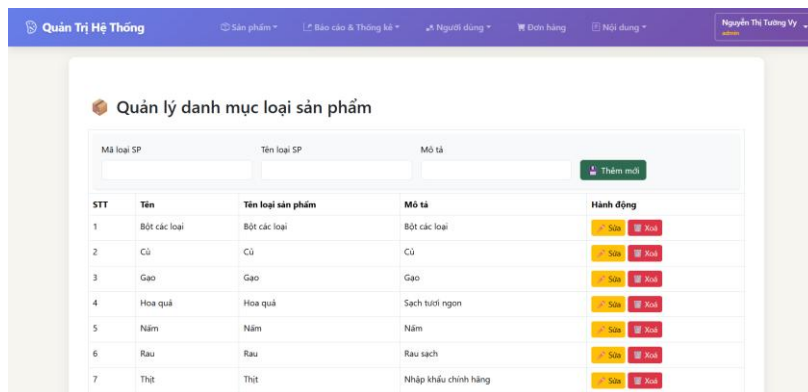 Quản Trị Hệ Thống Sản phẩm Báo cáo & Thống kê Người dùng Đơn hàng Nội dung Nguyễn Thị Tường Vy
admin
Quản lý danh mục loại sản phẩm
Mã loại SP Tên loại SP Mô tả
Thêm mới
STT Tên Tên loại sản phẩm Mô tả Hành động
1 Bột các loại Bột các loại Bột các loại Sửa Xoá
2 Củ Củ Củ Sửa Xoá
3 Gạo Gạo Gạo Sửa Xoá
4 Hoa quả Hoa quả Sạch tươi ngon Sửa Xoá
5 Nấm Nấm Nấm Sửa Xoá
6 Rau Rau Rau sạch Sửa Xoá
7 Thịt Thịt Nhập khẩu chính hãng Sửa Xoá